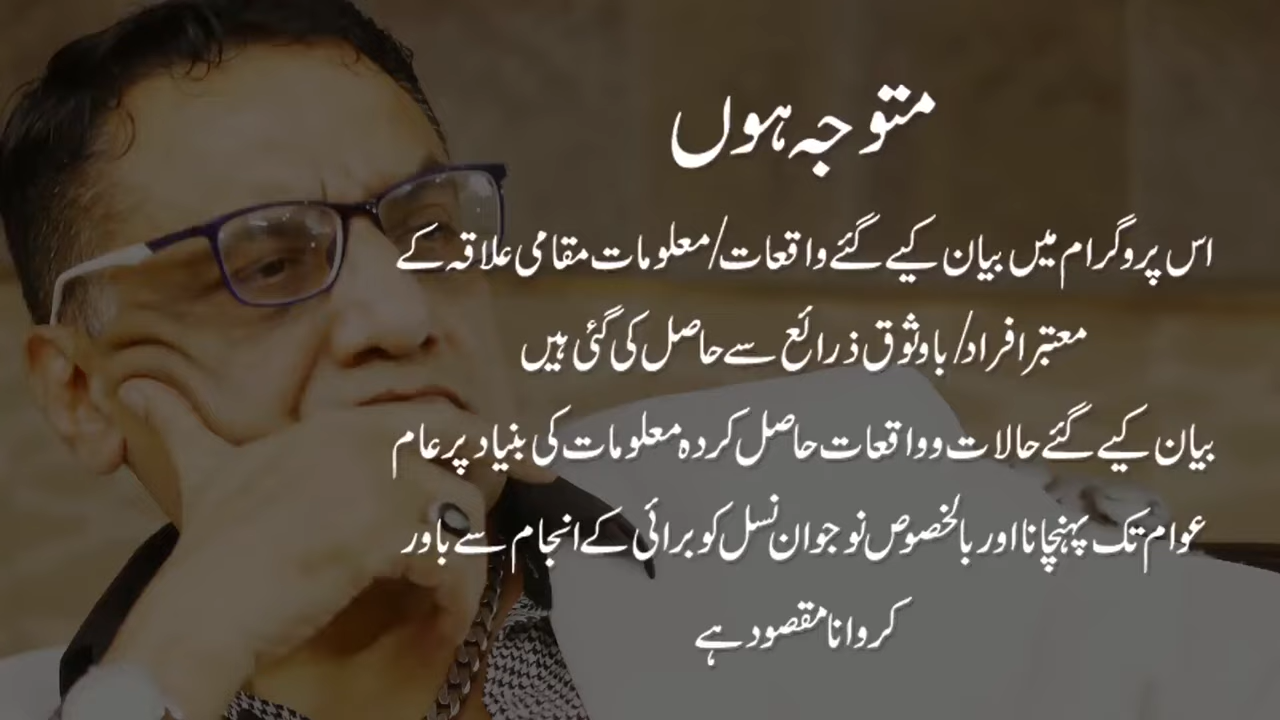 متوجہ ہوں
اس پروگرام میں بیان کیے گئے واقعات/معلومات مقامی علاقہ کے
معتبر افراد/باوثوق ذرائع سے حاصل کی گئی ہیں
بیان کیے گئے حالات وواقعات حاصل کردہ معلومات کی بنیاد پر عام
عوام تک پہنچانا اور بالخصوص نوجوان نسل کو برائی کے انجام سے باور
کروانا مقصود ہے